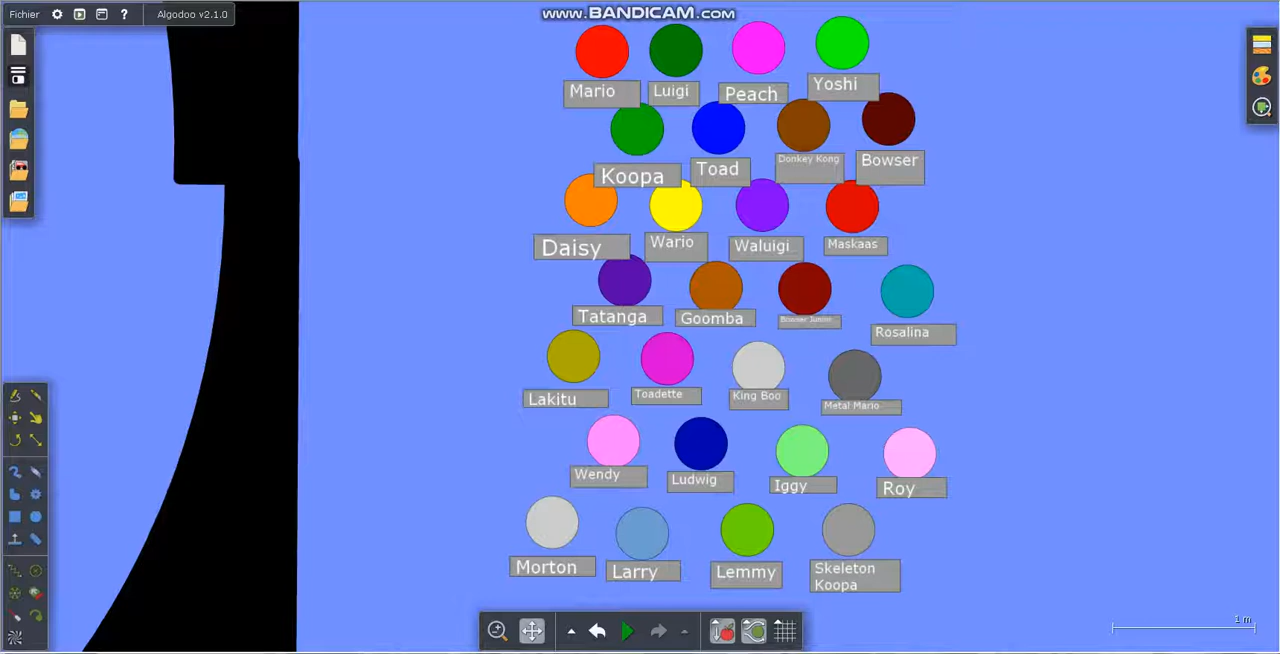 Fichier
Algodoo v2.1.0
www.BANDICAM.com
Mario
Luigi
Peach
Yoshi
Koopa
Toad
Donkey Kong
Bowser
Daisy
Wario
Waluigi
Maskaas
Tatanga
Goomba
Bowser Junior
Rosalina
Lakitu
Toadette
King Boo
Metal Mario
Wendy
Ludwig
Iggy
Roy
Morton
Larry
Lemmy
Skeleton
Koopa
1 m